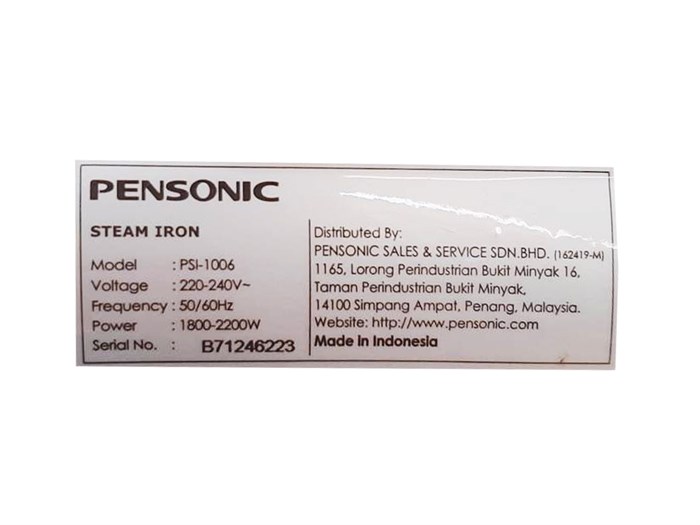 PENSONIC
STEAM IRON
Model : PSI-1006
Voltage : 220-240V~
Frequency : 50/60Hz
Power : 1800-2200W
Serial No. : B71246223
Distributed By:
PENSONIC SALES & SERVICE SDN.BHD. (162419-M)
1165, Lorong Perindustrian Bukit Minyak 16,
Taman Perindustrian Bukit Minyak,
14100 Simpang Ampat, Penang, Malaysia.
Website: http://www.pensonic.com
Made in Indonesia